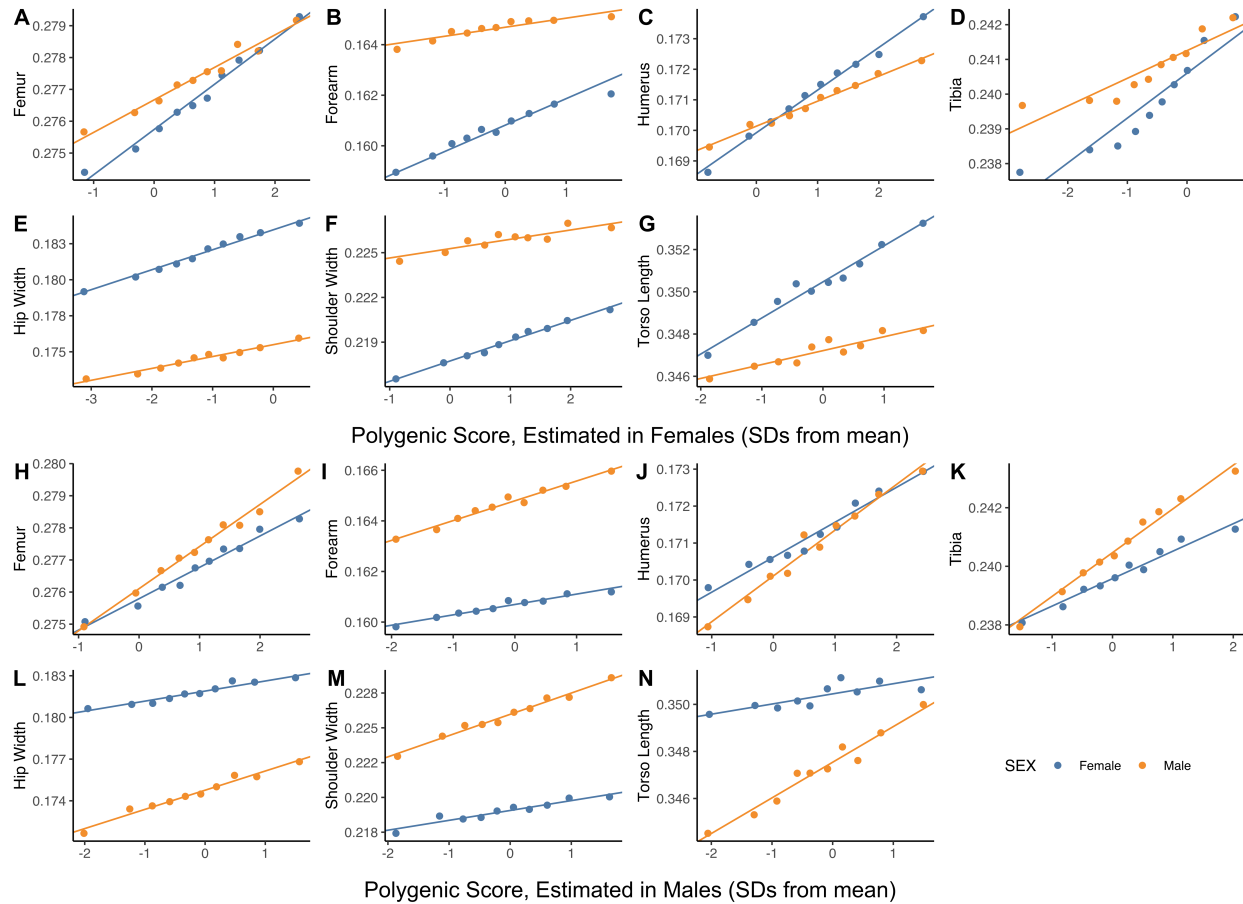 A
0.279
0.278
0.276
0.275
Femur
-1 0 1 2
B
0.164
0.162
0.160
Forearm
-1 0 1
C
0.173
0.172
0.171
0.170
0.169
Humerus
0 1 2
D
0.242
0.241
0.240
0.239
0.238
Tibia
-2 -1 0
E
0.183
0.180
0.178
0.175
Hip Width
-3 -2 -1 0
F
0.225
0.222
0.219
Shoulder Width
-1 0 1 2
G
0.352
0.350
0.348
0.346
Torso Length
-2 -1 0 1
Polygenic Score, Estimated in Females (SDs from mean)
H
0.280
0.278
0.277
0.276
0.275
Femur
-1 0 1 2
I
0.166
0.164
0.162
0.160
Forearm
-2 -1 0 1
J
0.173
0.172
0.171
0.170
0.169
Humerus
-1 0 1 2
K
0.242
0.240
0.238
Tibia
-1 0 1 2
L
0.183
0.180
0.177
0.174
Hip Width
-2 -1 0 1
M
0.228
0.225
0.222
0.220
0.218
Shoulder Width
-2 -1 0 1
N
0.350
0.348
0.346
Torso Length
-2 -1 0 1
SEX Female Male
Polygenic Score, Estimated in Males (SDs from mean)